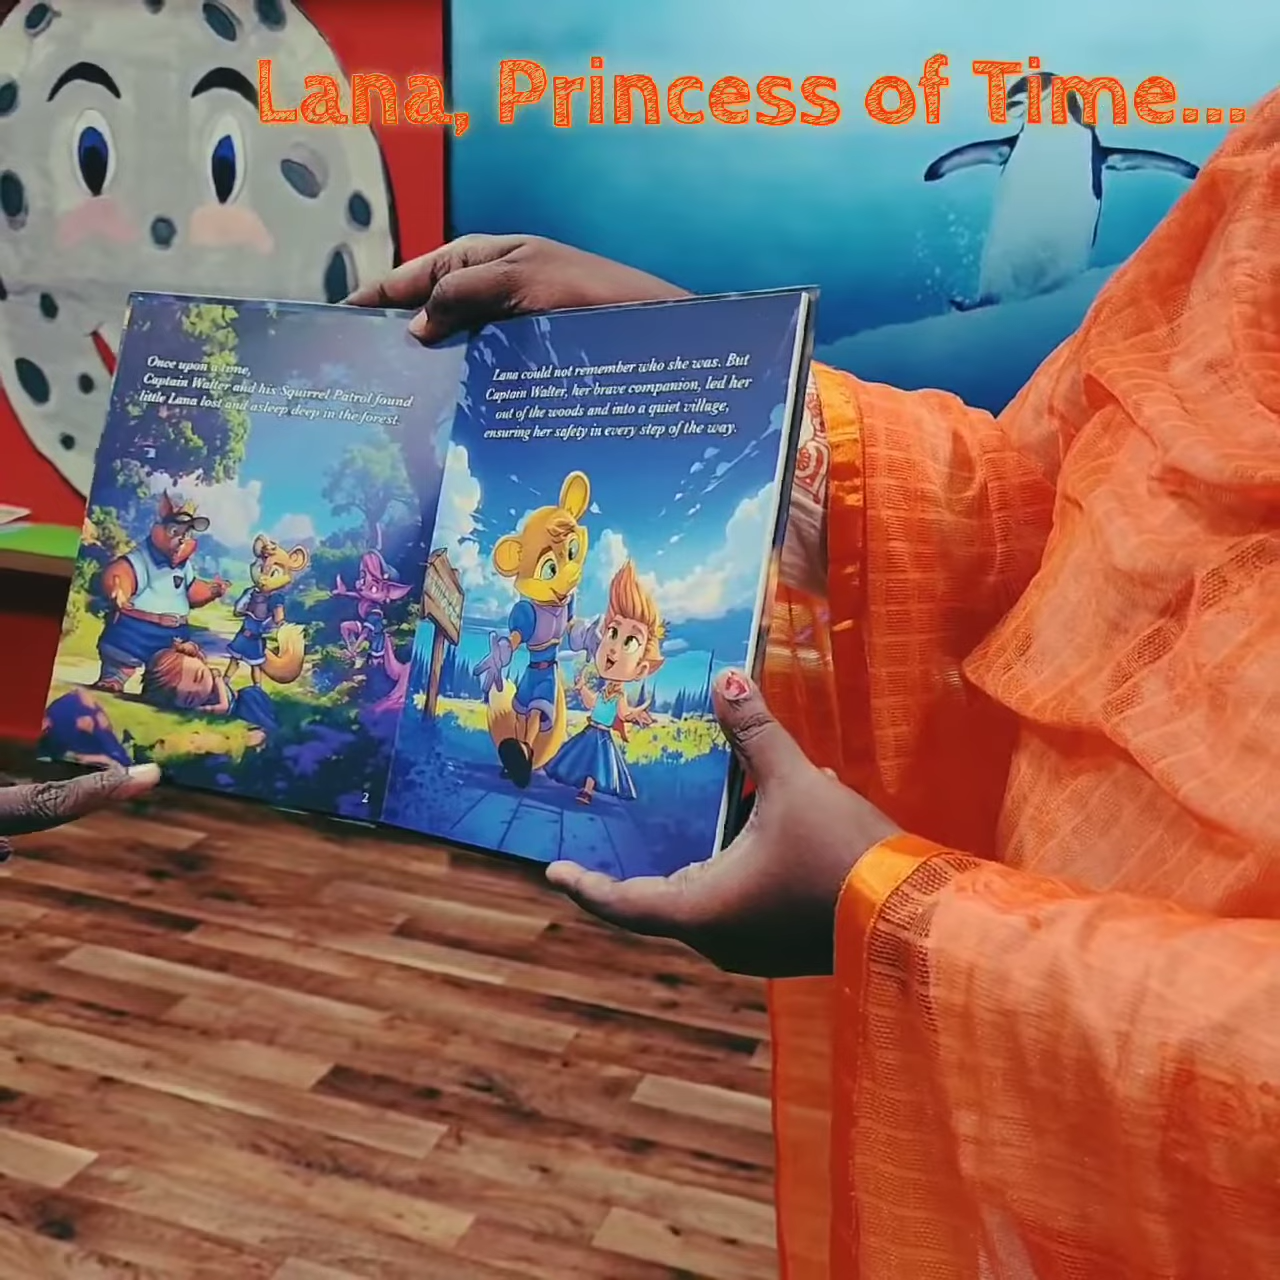 Lana, Princess of Time...
Once upon a time,
Captain Walter and his Squirrel Patrol found
little Lana lost and asleep deep in the forest.
2
Lana could not remember who she was. But
Captain Walter, her brave companion, led her
out of the woods and into a quiet village,
ensuring her safety in every step of the way.